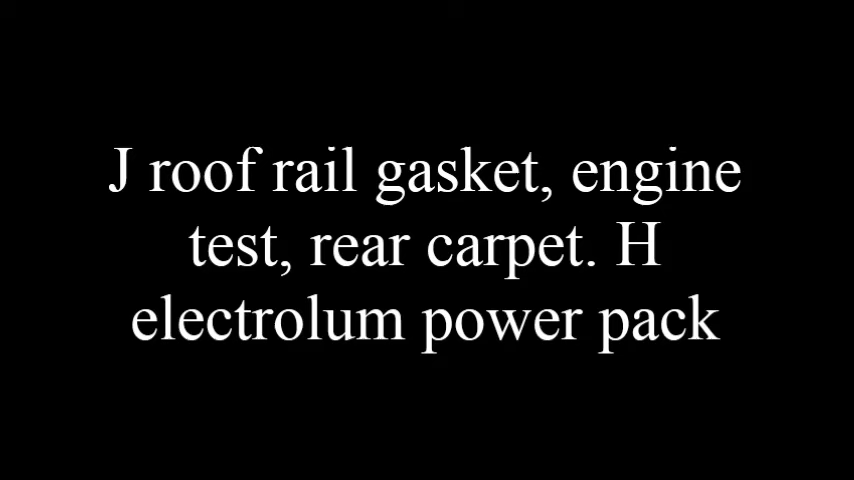 J roof rail gasket, engine
test, rear carpet. H
electrolum power pack